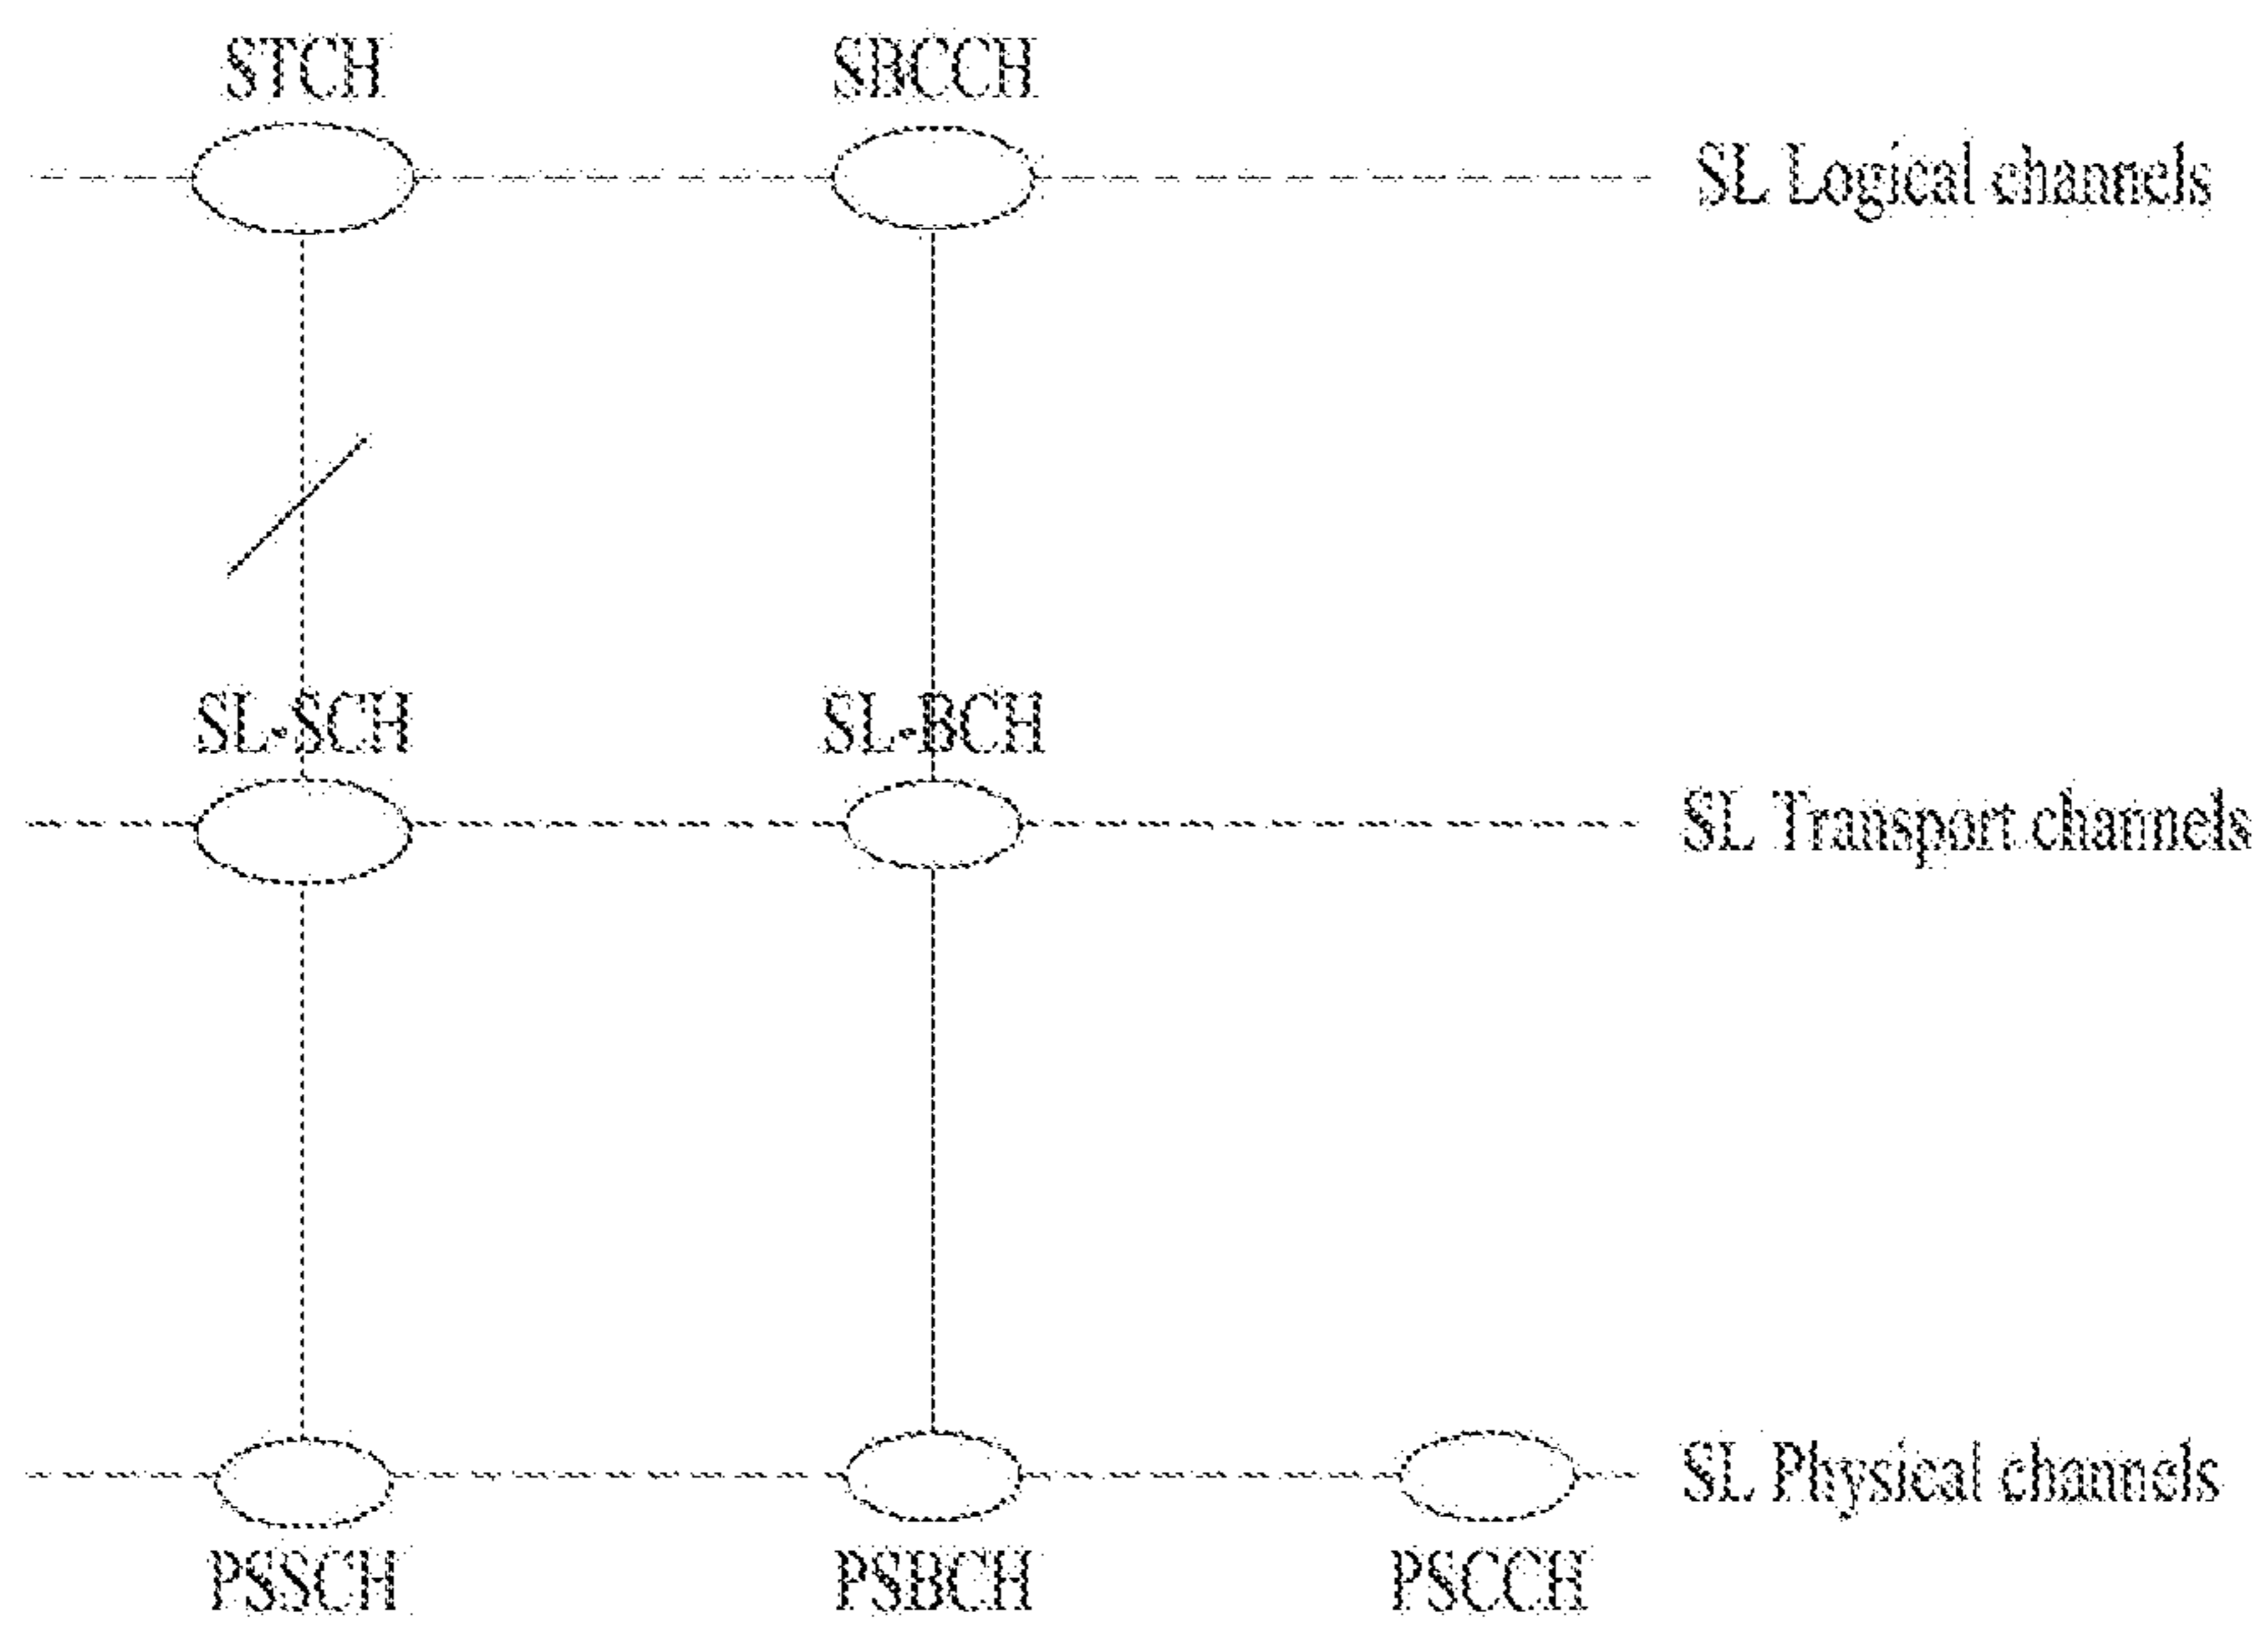 STCH SBCCH
SL Logical channels
SL-SCH SL-BCH
SL Transport channels
SL Physical channels
PSSCH PSBCH PSCCH